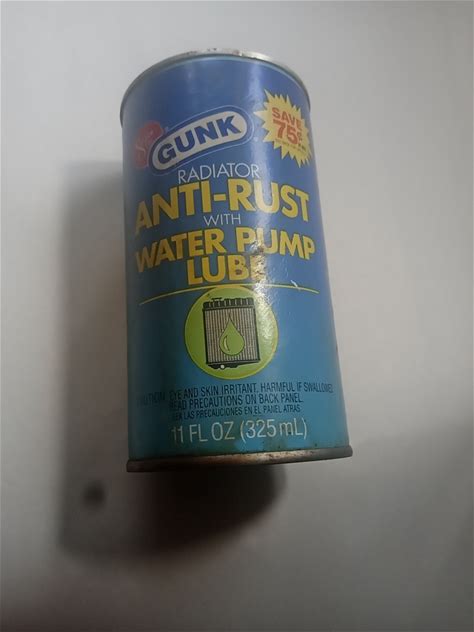 GUNK
SAVE
75¢
RADIATOR
ANTI-RUST
WITH
WATER PUMP
LUBE
EYE AND SKIN IRRITANT. HARMFUL IF SWALLOWED
READ PRECAUTIONS ON BACK PANEL
LEA LAS PRECAUCIONES EN EL PANEL ATRAS
11 FL OZ (325 mL)